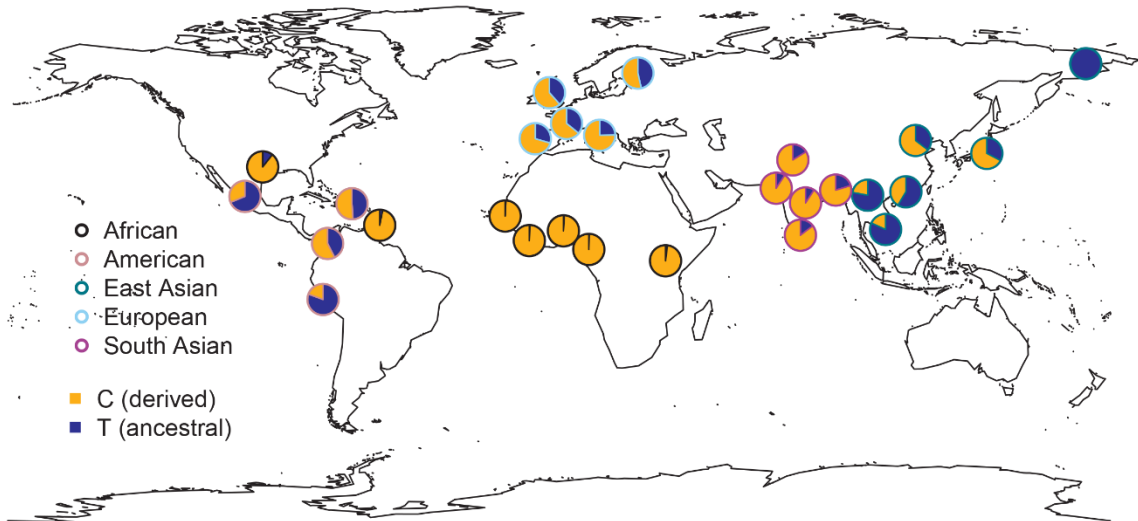 African
American
East Asian
European
South Asian
C (derived)
T (ancestral)